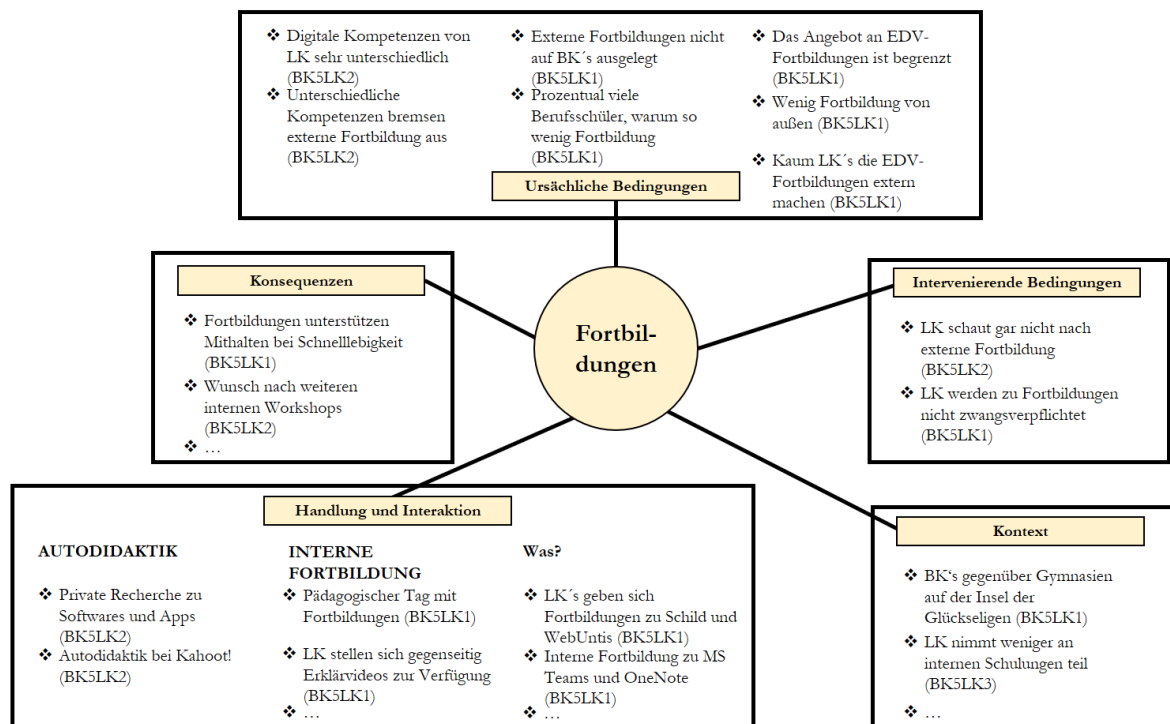 ❖ Digitale Kompetenzen von
LK sehr unterschiedlich
(BK5LK2)
❖ Unterschiedliche
Kompetenzen bremsen
externe Fortbildung aus
(BK5LK2)
❖ Externe Fortbildungen nicht
auf BK´s ausgelegt
(BK5LK1)
❖ Prozentual viele
Berufsschüler, warum so
wenig Fortbildung
(BK5LK1)
❖ Das Angebot an EDV-
Fortbildungen ist begrenzt
(BK5LK1)
❖ Wenig Fortbildung von
außen (BK5LK1)
❖ Kaum LK´s die EDV-
Fortbildungen extern
machen (BK5LK1)
Ursächliche Bedingungen
Konsequenzen
❖ Fortbildungen unterstützen
Mithalten bei Schnelllebigkeit
(BK5LK1)
❖ Wunsch nach weiteren
internen Workshops
(BK5LK2)
❖ …
Fortbil-
dungen
Intervenierende Bedingungen
❖ LK schaut gar nicht nach
externe Fortbildung
(BK5LK2)
❖ LK werden zu Fortbildungen
nicht zwangsverpflichtet
(BK5LK1)
Handlung und Interaktion
AUTODIDAKTIK
❖ Private Recherche zu
Softwares und Apps
(BK5LK2)
❖ Autodidaktik bei Kahoot!
(BK5LK2)
INTERNE
FORTBILDUNG
❖ Pädagogischer Tag mit
Fortbildungen (BK5LK1)
❖ LK stellen sich gegenseitig
Erklärvideos zur Verfügung
(BK5LK1)
❖ …
Was?
❖ LK´s geben sich
Fortbildungen zu Schild und
WebUntis (BK5LK1)
❖ Interne Fortbildung zu MS
Teams und OneNote
(BK5LK1)
❖ …
Kontext
❖ BK‘s gegenüber Gymnasien
auf der Insel der
Glückseligen (BK5LK1)
❖ LK nimmt weniger an
internen Schulungen teil
(BK5LK3)
❖ …